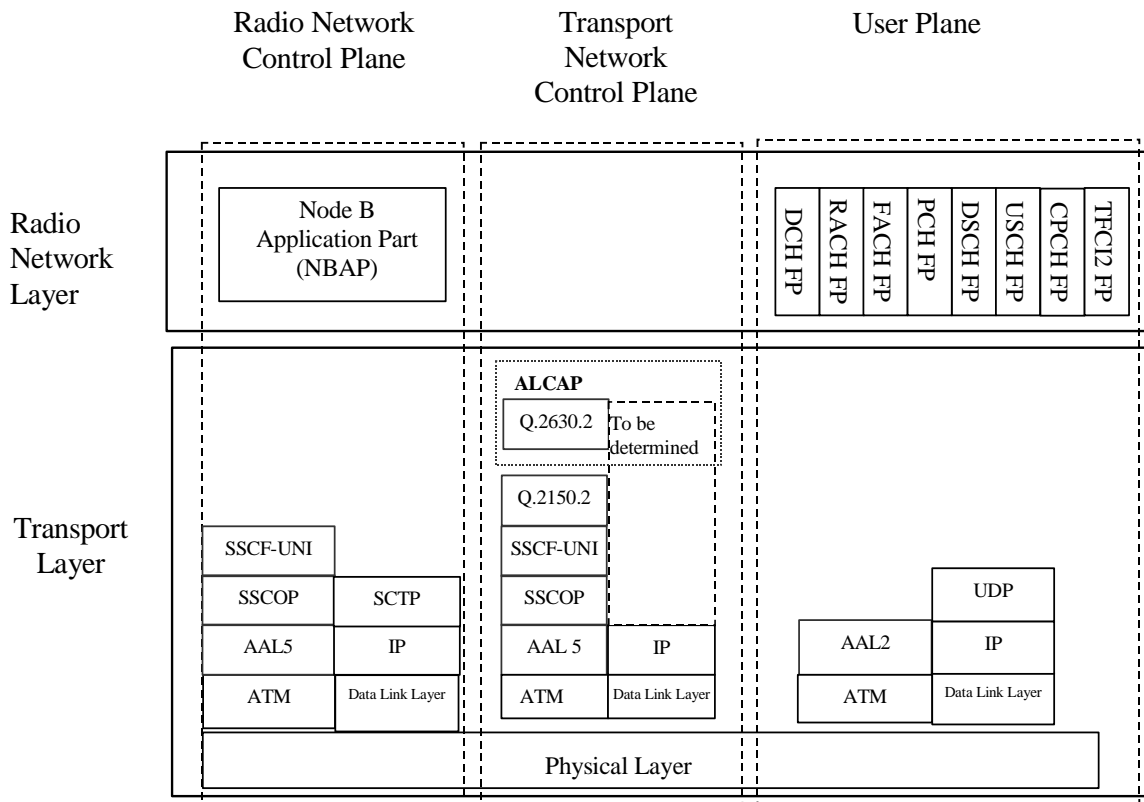 Radio Network
Control Plane
Transport
Network
Control Plane
User Plane
Radio
Network
Layer
Node B
Application Part
(NBAP)
DCH FP
RACH FP
FACH FP
PCH FP
DSCH FP
USCH FP
CPCH FP
TFCI2 FP
Transport
Layer
SSCF-UNI
SSCOP
SCTP
AAL5
IP
ATM
Data Link Layer
ALCAP
Q.2630.2
To be
determined
Q.2150.2
SSCF-UNI
SSCOP
AAL 5
IP
ATM
Data Link Layer
UDP
AAL2
IP
ATM
Data Link Layer
Physical Layer